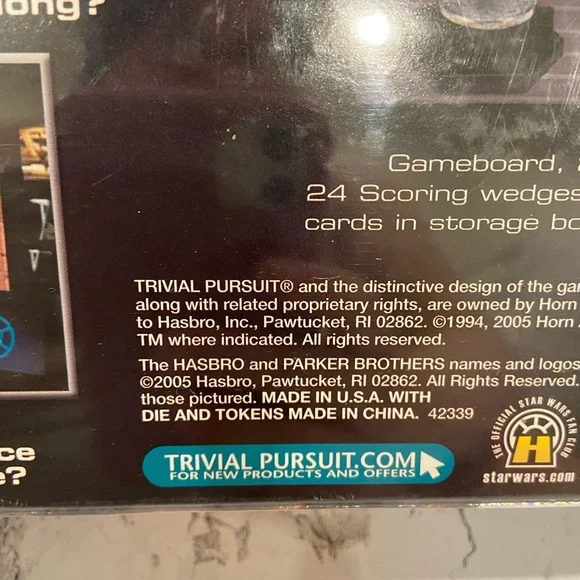 long?
Gameboard,
24 Scoring wedges
cards in storage
TRIVIAL PURSUIT® and the distinctive design of the
along with related proprietary rights, are owned by Horn
to Hasbro, Inc., Pawtucket, RI 02862. ©1994, 2005 Horn
TM where indicated. All rights reserved.
The HASBRO and PARKER BROTHERS names and logos
©2005 Hasbro, Pawtucket, RI 02862. All Rights Reserved.
those pictured. MADE IN U.S.A. WITH
DIE AND TOKENS MADE IN CHINA. 42339
THE OFFICIAL STAR WARS FAN CLUB
H
starwars.com
TRIVIAL PURSUIT.COM
FOR NEW PRODUCTS AND OFFERS